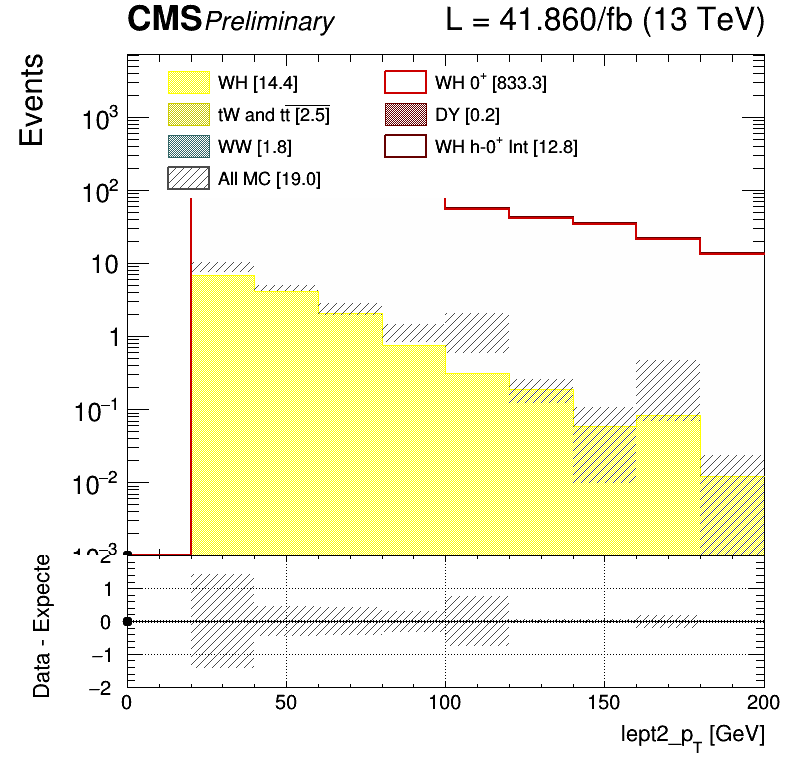 CMS Preliminary L = 41.860/fb (13 TeV)
Events
WH [14.4] WH 0⁺ [833.3]
tW and tt̄ [2.5] DY [0.2]
WW [1.8] WH h-0⁺ Int [12.8]
All MC [19.0]
10³
10²
10
1
10⁻¹
10⁻²
10⁻³
Data - Expecte
2
1
0
−1
−2
0 50 100 150 200
lept2_p_T [GeV]